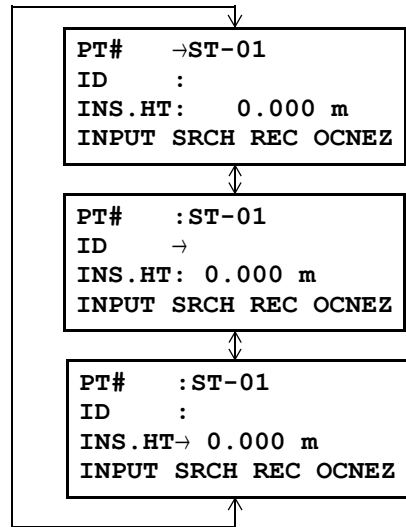 PT# →ST-01
ID :
INS.HT: 0.000 m
INPUT SRCH REC OCNEZ
PT# :ST-01
ID →
INS.HT: 0.000 m
INPUT SRCH REC OCNEZ
PT# :ST-01
ID :
INS.HT→ 0.000 m
INPUT SRCH REC OCNEZ